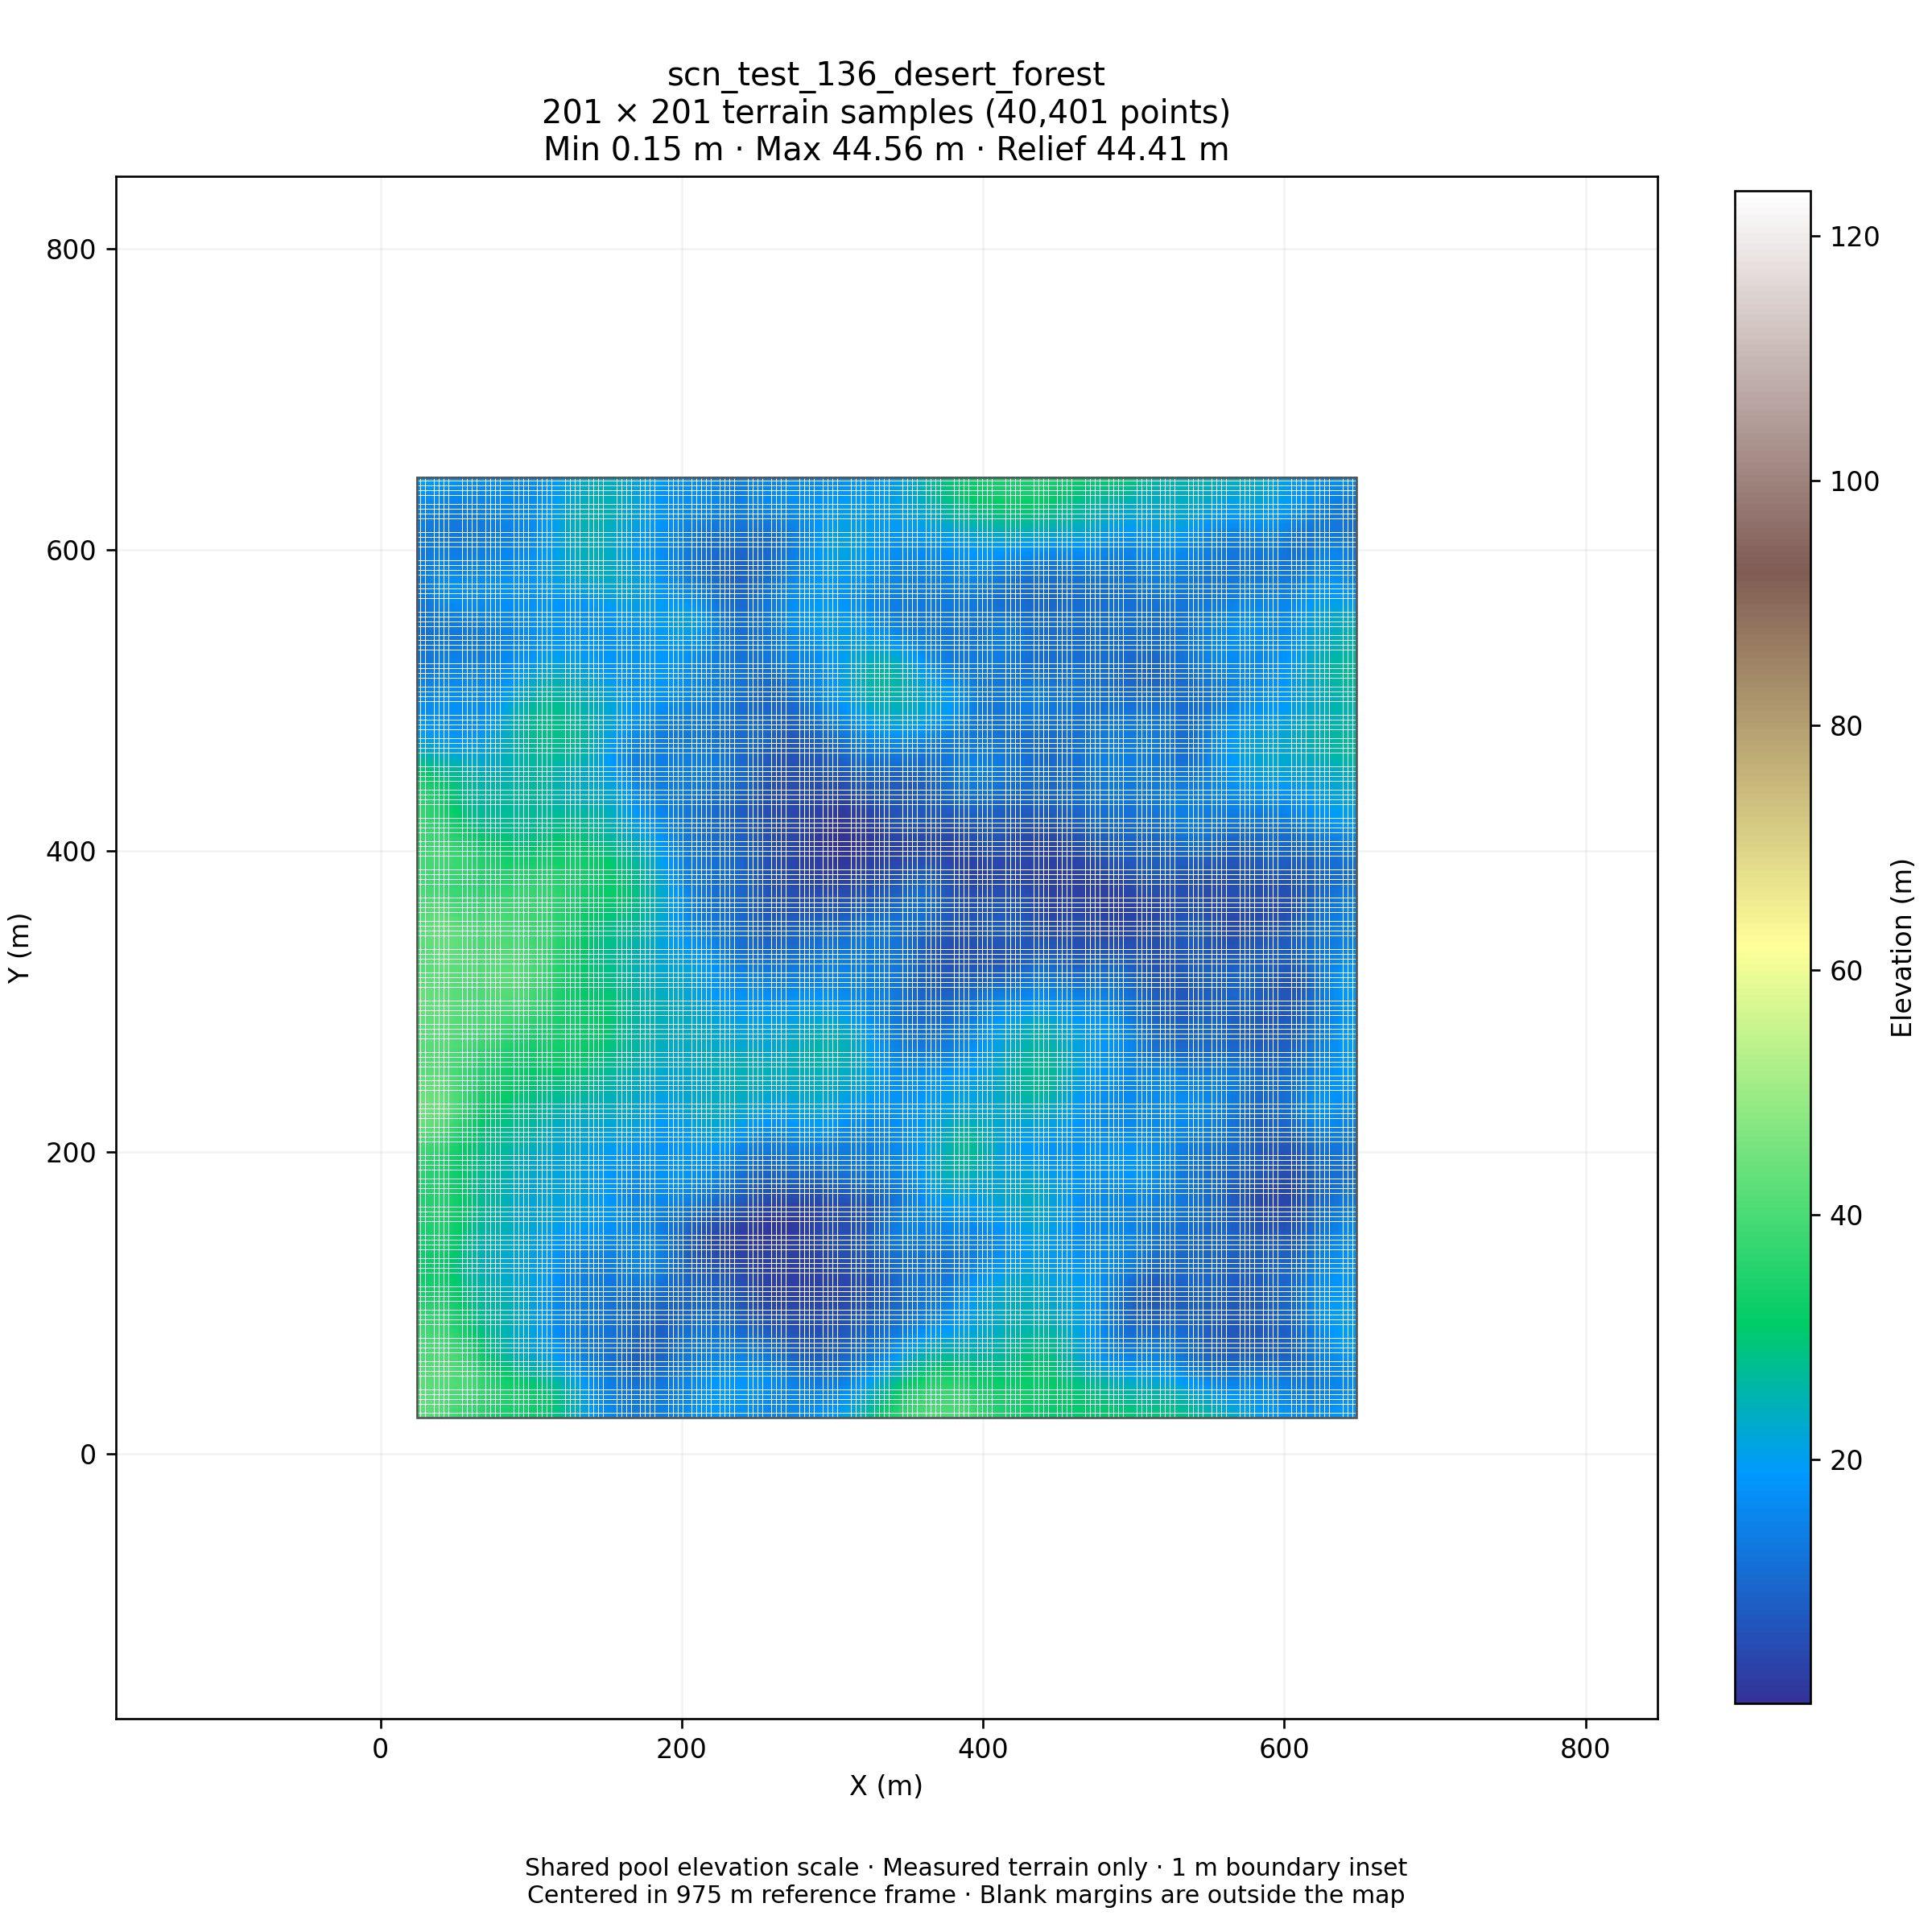 scn_test_136_desert_forest
201 × 201 terrain samples (40,401 points)
Min 0.15 m · Max 44.56 m · Relief 44.41 m
800
600
400
200
0
Y (m)
0
200
400
600
800
X (m)
120
100
80
60
40
20
Elevation (m)
Shared pool elevation scale · Measured terrain only · 1 m boundary inset
Centered in 975 m reference frame · Blank margins are outside the map